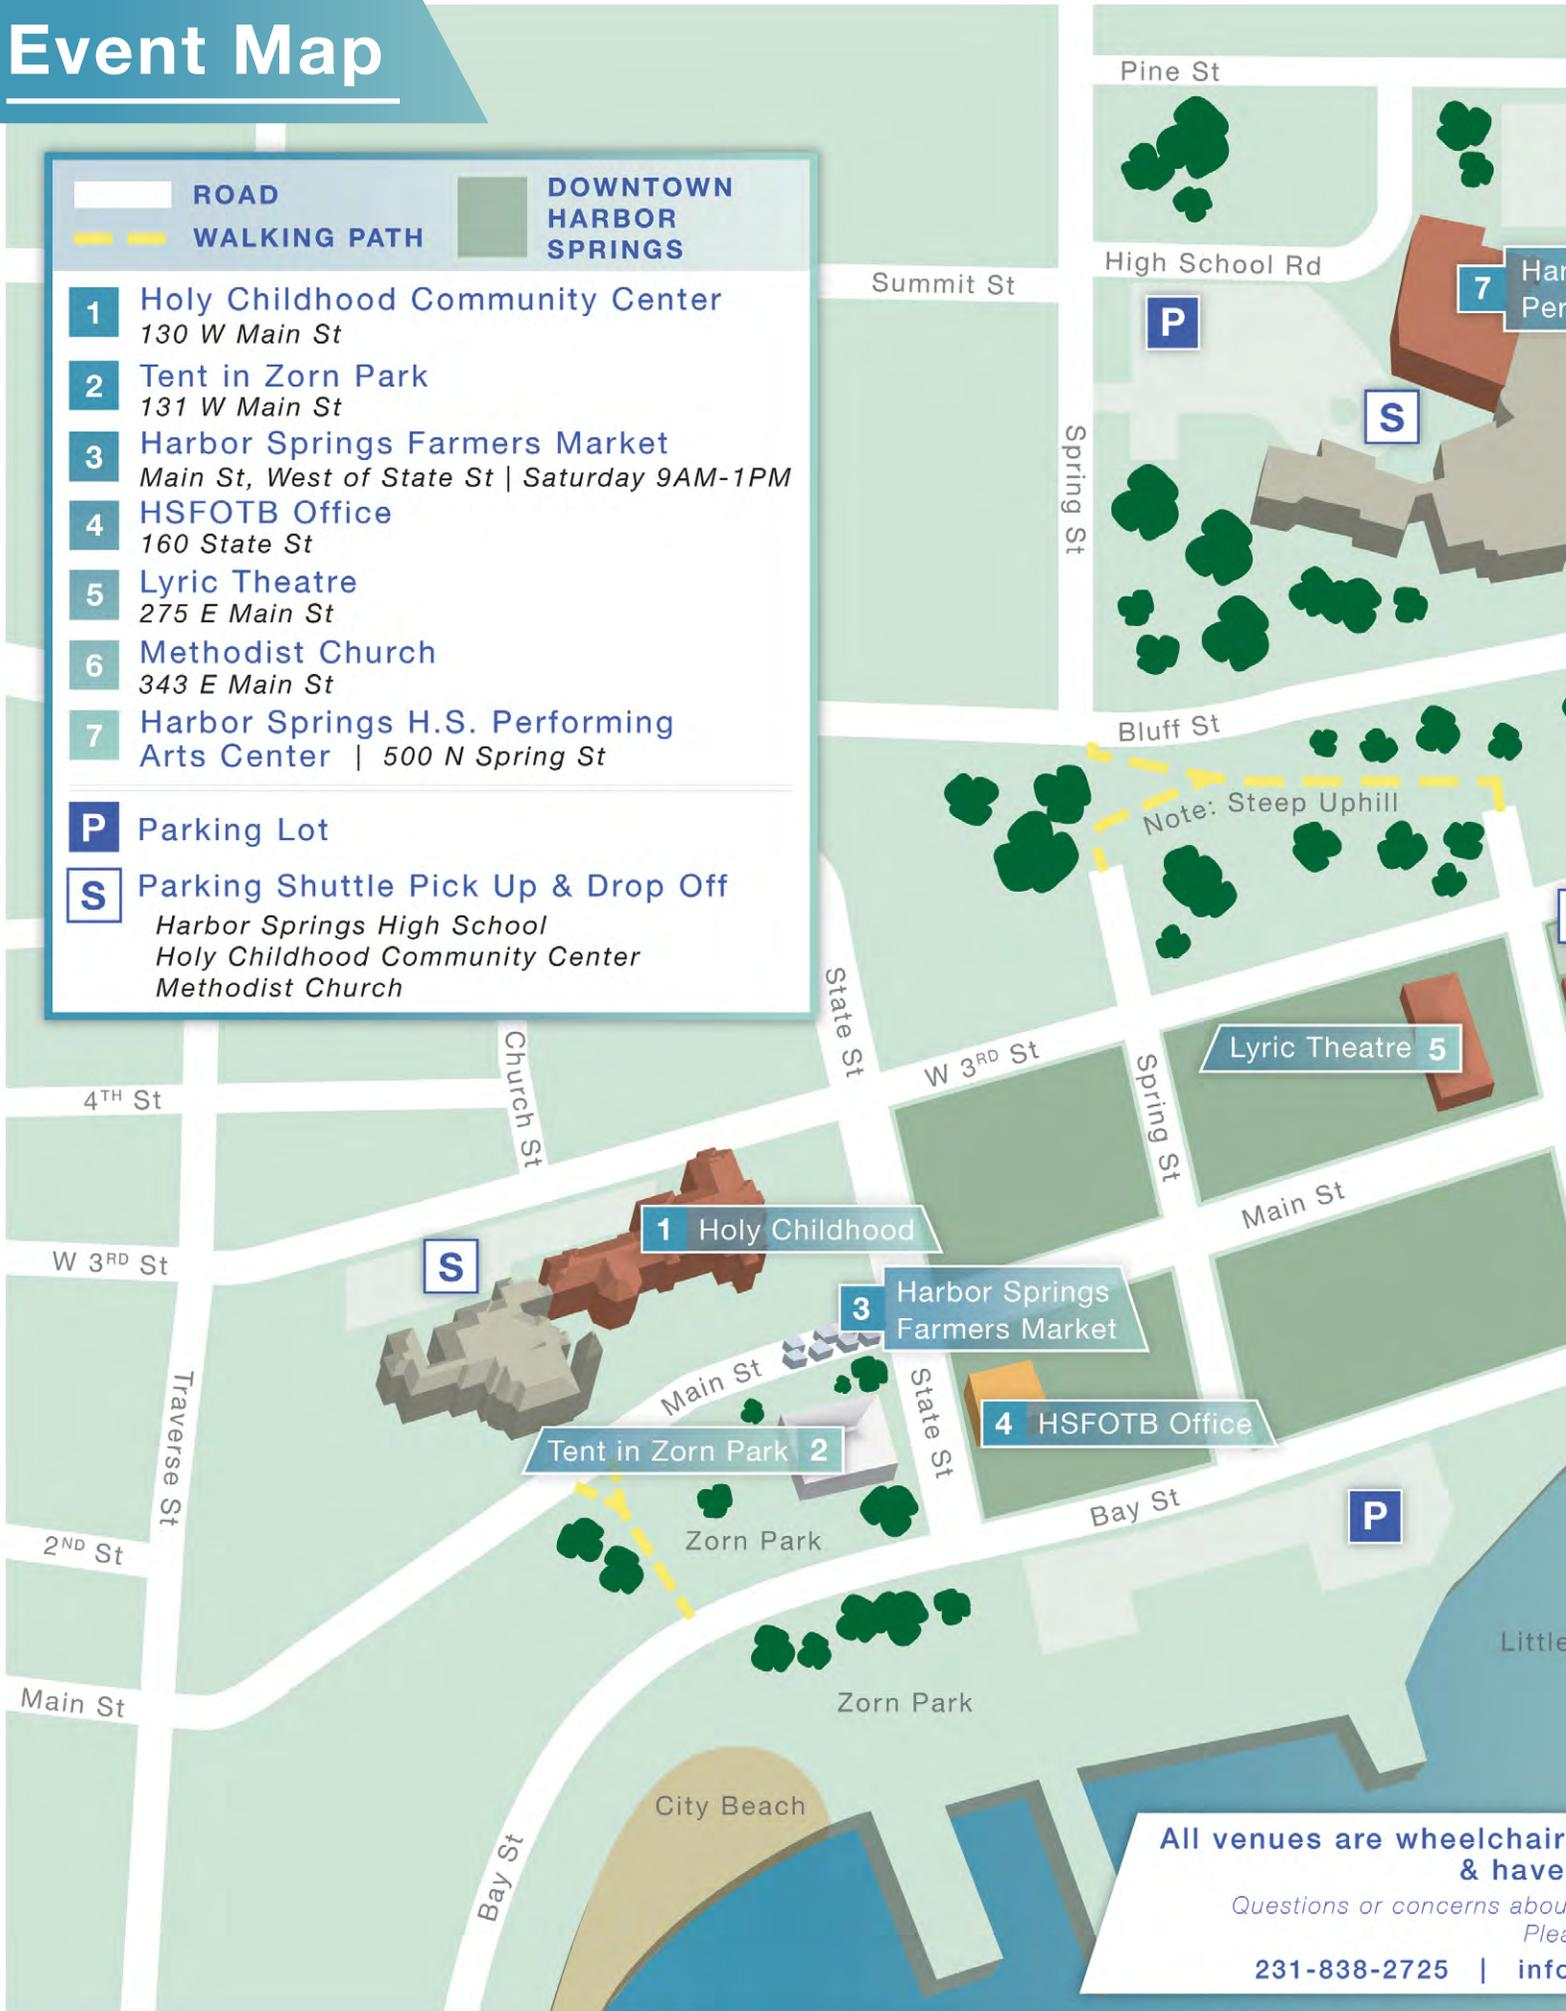 Event Map
ROAD
WALKING PATH
DOWNTOWN
HARBOR
SPRINGS
1 Holy Childhood Community Center
130 W Main St
2 Tent in Zorn Park
131 W Main St
3 Harbor Springs Farmers Market
Main St, West of State St | Saturday 9AM-1PM
4 HSFOTB Office
160 State St
5 Lyric Theatre
275 E Main St
6 Methodist Church
343 E Main St
7 Harbor Springs H.S. Performing
Arts Center | 500 N Spring St
P Parking Lot
S Parking Shuttle Pick Up & Drop Off
Harbor Springs High School
Holy Childhood Community Center
Methodist Church
Pine St
High School Rd
Summit St
7
P
S
Spring St
Bluff St
Note: Steep Uphill
State St
Church St
W 3RD St
Lyric Theatre 5
4TH St
Spring St
Main St
1 Holy Childhood
W 3RD St
S
3 Harbor Springs
Farmers Market
Main St
State St
Traverse St
4 HSFOTB Office
Tent in Zorn Park 2
Bay St
P
2ND St
Zorn Park
Little
Main St
Zorn Park
City Beach
Bay St
All venues are wheelchair
& have
Questions or concerns
231-838-2725 |